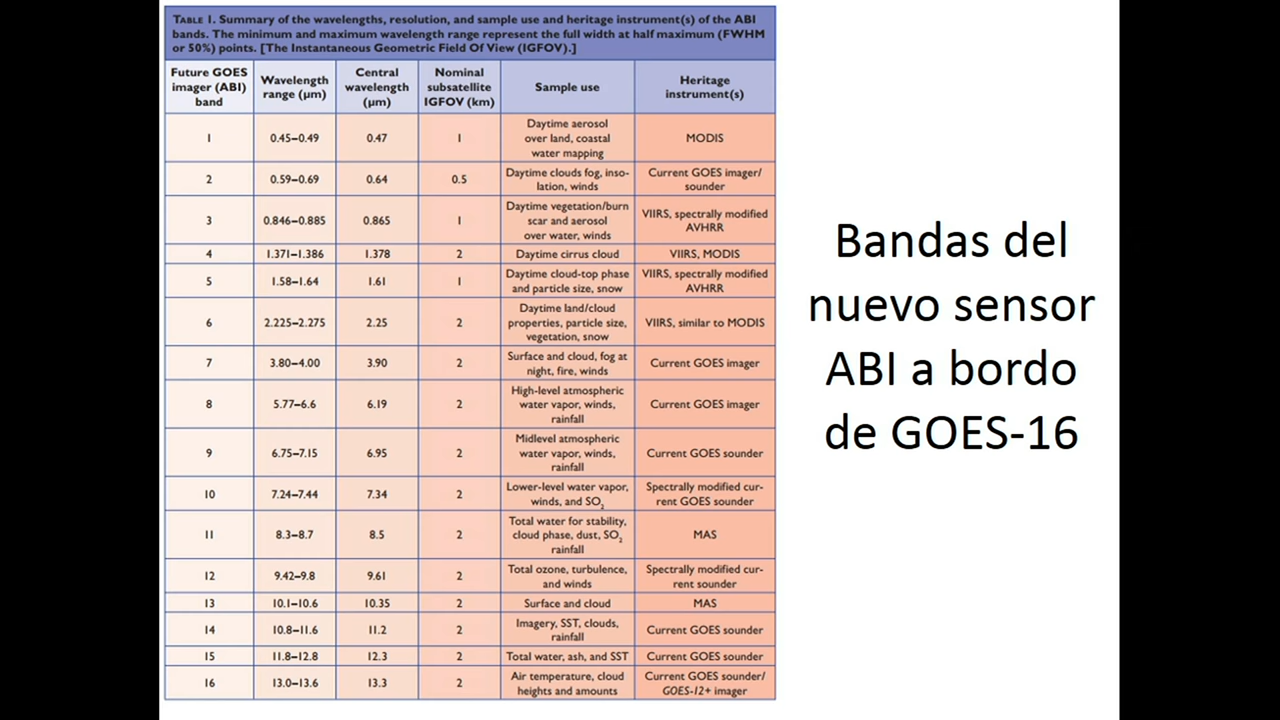 TABLE 1. Summary of the wavelengths, resolution, and sample use and heritage instrument(s) of the ABI
bands. The minimum and maximum wavelength range represent the full width at half maximum (FWHM
or 50%) points. [The Instantaneous Geometric Field Of View (IGFOV).]
Future GOES
imager (ABI)
band
Wavelength
range (μm)
Central
wavelength
(μm)
Nominal
subsatellite
IGFOV (km)
Sample use
Heritage
instrument(s)
1
0.45–0.49
0.47
1
Daytime aerosol
over land, coastal
water mapping
MODIS
2
0.59–0.69
0.64
0.5
Daytime clouds fog, inso-
lation, winds
Current GOES imager/
sounder
3
0.846–0.885
0.865
1
Daytime vegetation/burn
scar and aerosol
over water, winds
VIIRS, spectrally modified
AVHRR
4
1.371–1.386
1.378
2
Daytime cirrus cloud
VIIRS, MODIS
5
1.58–1.64
1.61
1
Daytime cloud-top phase
and particle size, snow
VIIRS, spectrally modified
AVHRR
6
2.225–2.275
2.25
2
Daytime land/cloud
properties, particle size,
vegetation, snow
VIIRS, similar to MODIS
7
3.80–4.00
3.90
2
Surface and cloud, fog at
night, fire, winds
Current GOES imager
8
5.77–6.6
6.19
2
High-level atmospheric
water vapor, winds,
rainfall
Current GOES imager
9
6.75–7.15
6.95
2
Midlevel atmospheric
water vapor, winds,
rainfall
Current GOES sounder
10
7.24–7.44
7.34
2
Lower-level water vapor,
winds, and SO₂
Spectrally modified cur-
rent GOES sounder
11
8.3–8.7
8.5
2
Total water for stability,
cloud phase, dust, SO₂
rainfall
MAS
12
9.42–9.8
9.61
2
Total ozone, turbulence,
and winds
Spectrally modified cur-
rent sounder
13
10.1–10.6
10.35
2
Surface and cloud
MAS
14
10.8–11.6
11.2
2
Imagery, SST, clouds,
rainfall
Current GOES sounder
15
11.8–12.8
12.3
2
Total water, ash, and SST
Current GOES sounder
16
13.0–13.6
13.3
2
Air temperature, cloud
heights and amounts
Current GOES sounder/
GOES-12+ imager
Bandas del
nuevo sensor
ABI a bordo
de GOES-16